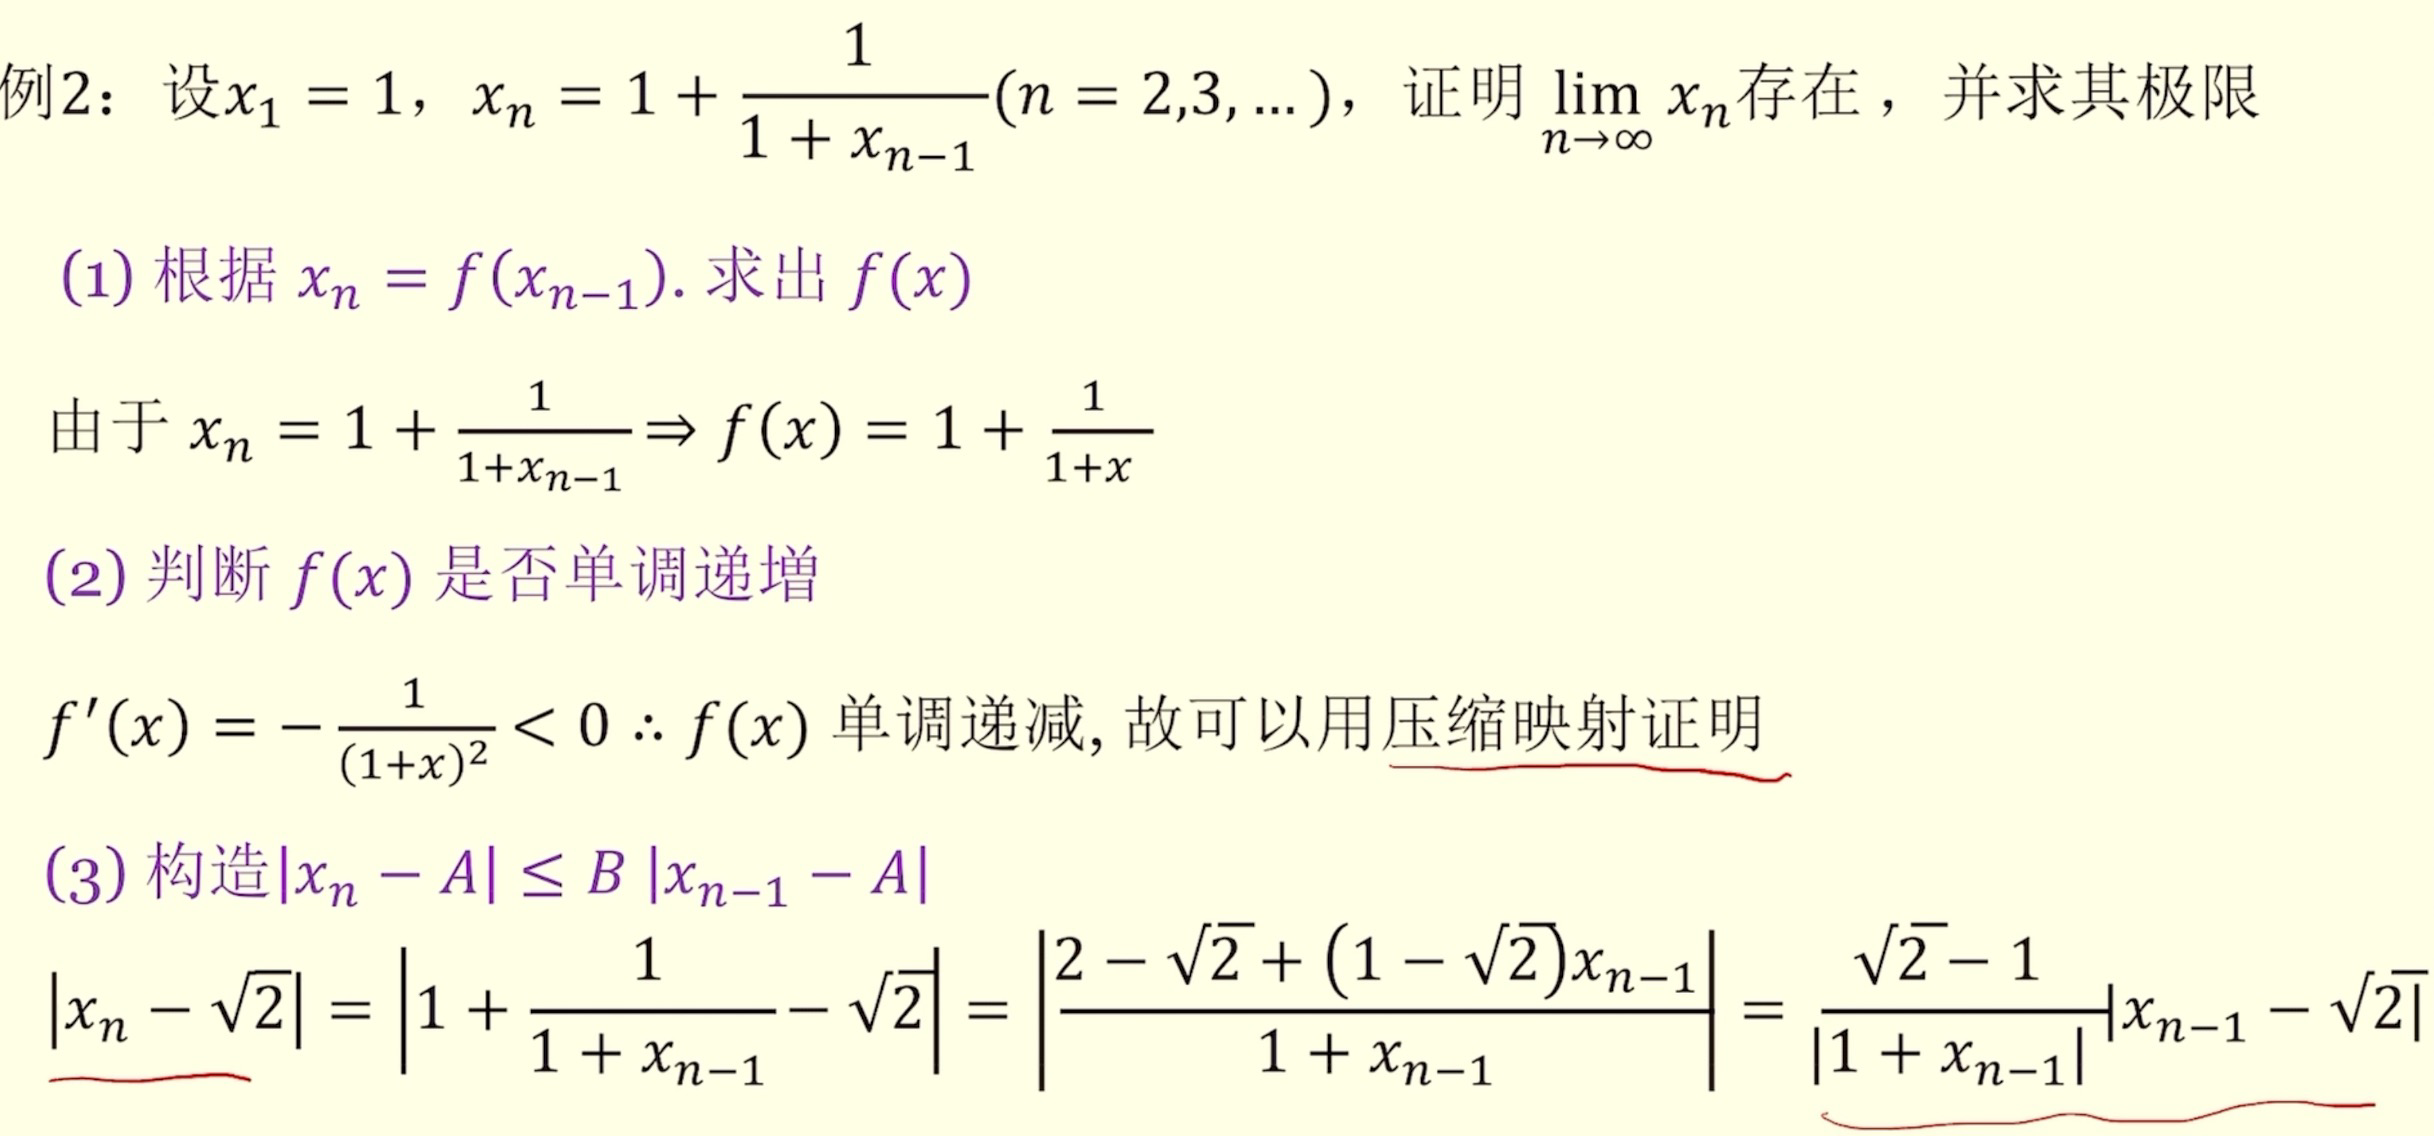 例2：设$x_1 = 1$，$x_n = 1 + \frac{1}{1 + x_{n-1}}(n = 2,3,\dots)$，证明$\lim_{n \to \infty} x_n$存在，并求其极限
(1) 根据 $x_n = f(x_{n-1})$. 求出 $f(x)$
由于 $x_n = 1 + \frac{1}{1+x_{n-1}} \Rightarrow f(x) = 1 + \frac{1}{1+x}$
(2) 判断 $f(x)$ 是否单调递增
$f'(x) = -\frac{1}{(1+x)^2} < 0 \therefore f(x)$ 单调递减, 故可以用压缩映射证明
(3) 构造$|x_n - A| \leq B\ |x_{n-1} - A|$
$|x_n - \sqrt{2}| = \left|1 + \frac{1}{1 + x_{n-1}} - \sqrt{2}\right| = \left|\frac{2 - \sqrt{2} + (1 - \sqrt{2})x_{n-1}}{1 + x_{n-1}}\right| = \frac{\sqrt{2} - 1}{|1 + x_{n-1}|}|x_{n-1} - \sqrt{2}|$